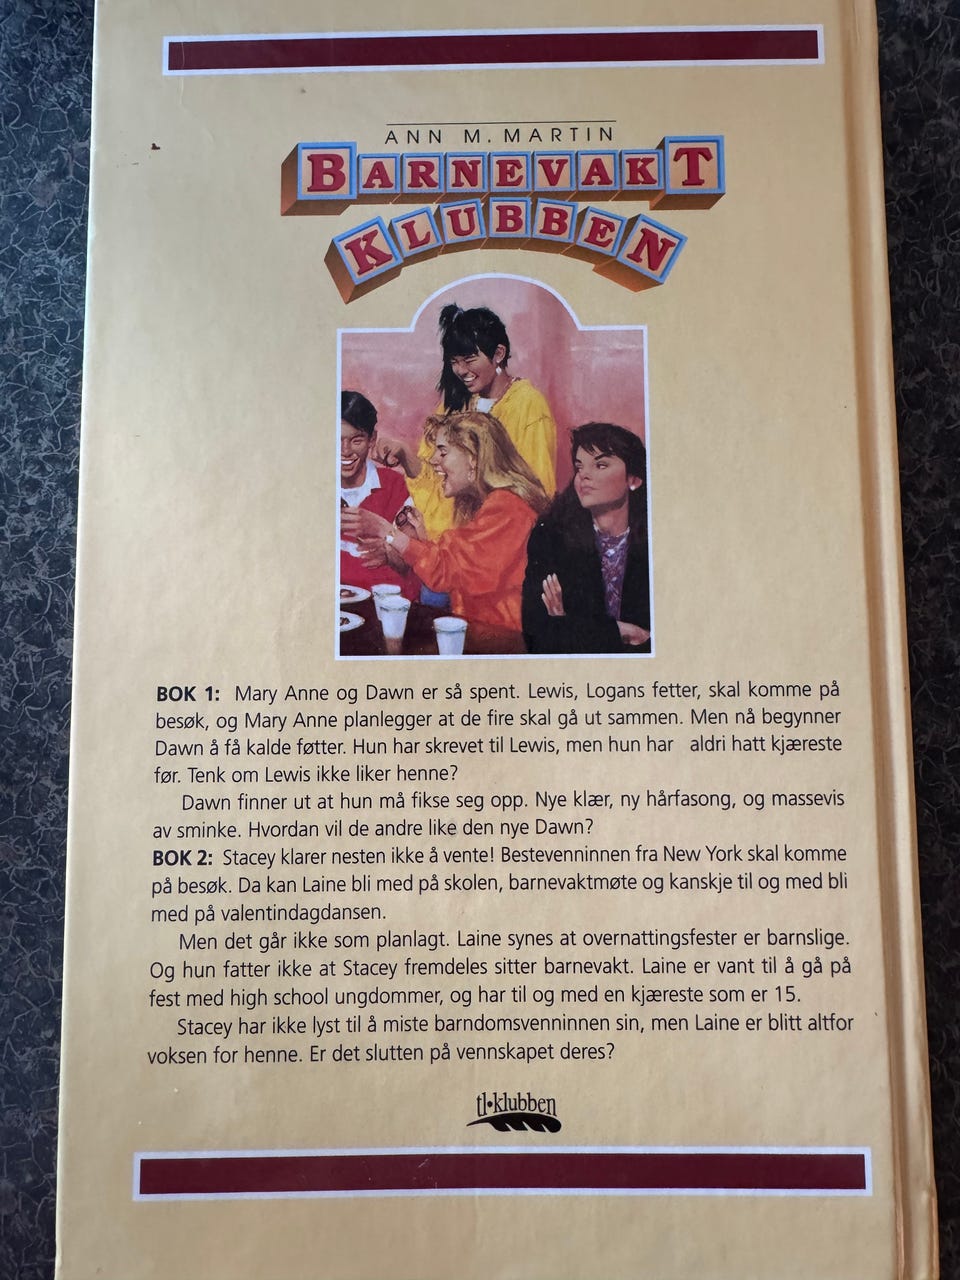 ANN M. MARTIN
BARNEVAKT
KLUBBEN
BOK 1: Mary Anne og Dawn er så spent. Lewis, Logans fetter, skal komme på
besøk, og Mary Anne planlegger at de fire skal gå ut sammen. Men nå begynner
Dawn å få kalde føtter. Hun har skrevet til Lewis, men hun har aldri hatt kjæreste
før. Tenk om Lewis ikke liker henne?
Dawn finner ut at hun må fikse seg opp. Nye klær, ny hårfasong, og massevis
av sminke. Hvordan vil de andre like den nye Dawn?
BOK 2: Stacey klarer nesten ikke å vente! Bestevenninnen fra New York skal komme
på besøk. Da kan Laine bli med på skolen, barnevaktmøte og kanskje til og med bli
med på valentindagdansen.
Men det går ikke som planlagt. Laine synes at overnattingsfester er barnslige.
Og hun fatter ikke at Stacey fremdeles sitter barnevakt. Laine er vant til å gå på
fest med high school ungdommer, og har til og med en kjæreste som er 15.
Stacey har ikke lyst til å miste barndomsvenninnen sin, men Laine er blitt altfor
voksen for henne. Er det slutten på vennskapet deres?
tl•klubben